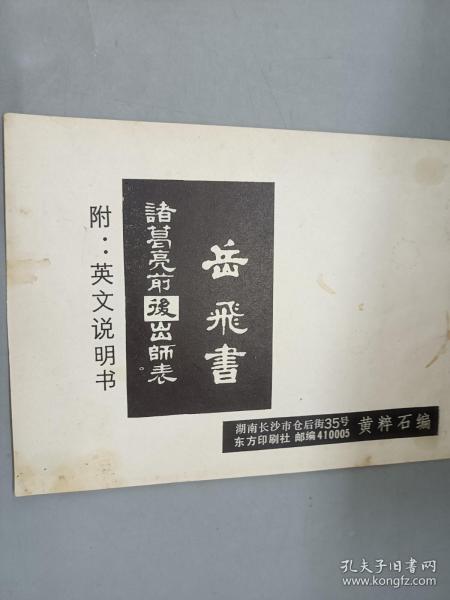 岳飛書
諸葛亮前後出師表。
附：英文说明书
湖南长沙市仓后街35号
东方印刷社 邮编410005
黄粹石编
孔夫子旧书网
www.kongfz.com